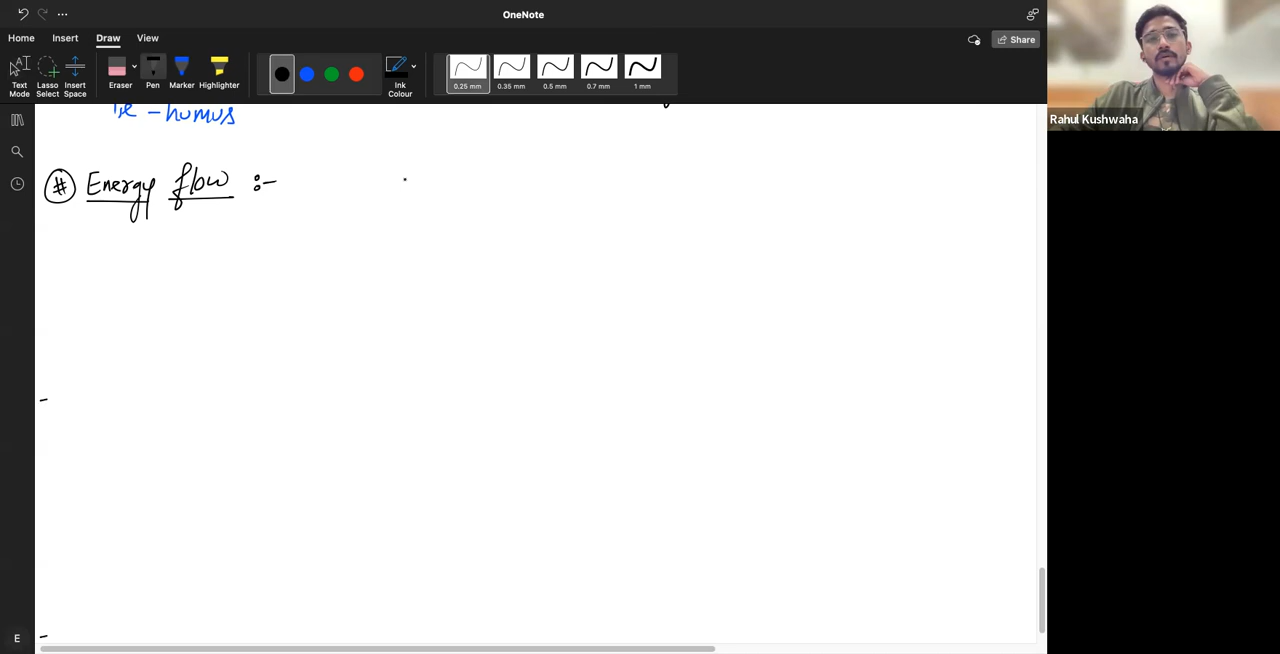 OneNote
Home Insert Draw View
Share
Text Mode
Lasso Select
Insert Space
Eraser
Pen
Marker
Highlighter
Ink Colour
0.25 mm 0.35 mm 0.5 mm 0.7 mm 1 mm
Rahul Kushwaha
- humus
# Energy flow :-
-
-
E